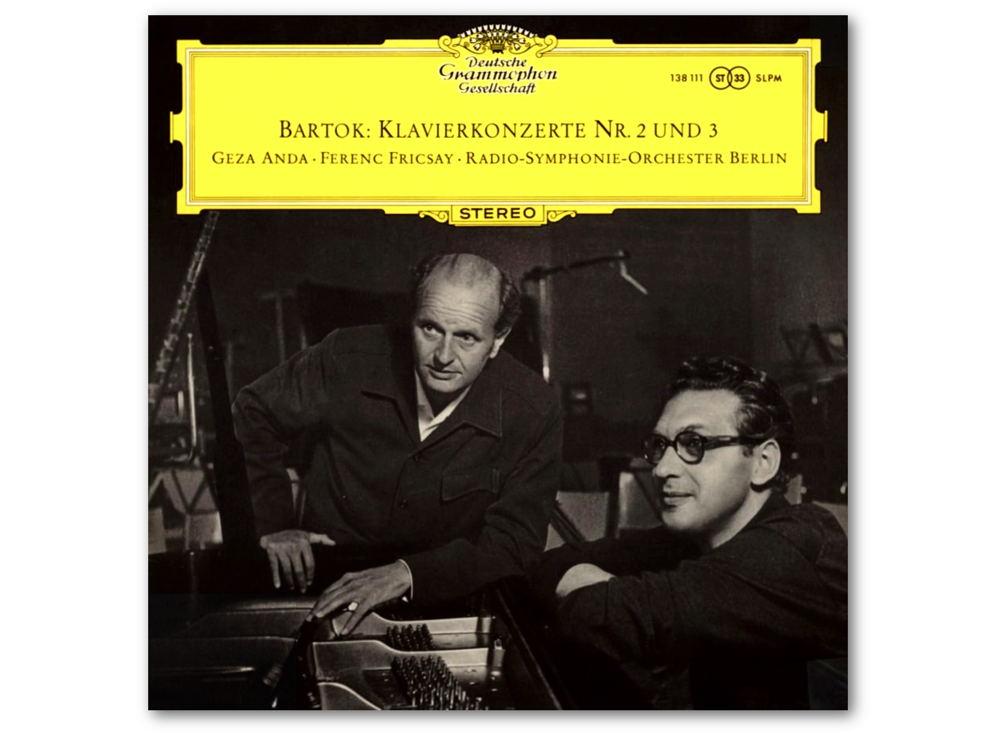 Deutsche
Grammophon
Gesellschaft
138 111 ST 33 SLPM
BARTOK: KLAVIERKONZERTE NR. 2 UND 3
GEZA ANDA · FERENC FRICSAY · RADIO-SYMPHONIE-ORCHESTER BERLIN
STEREO